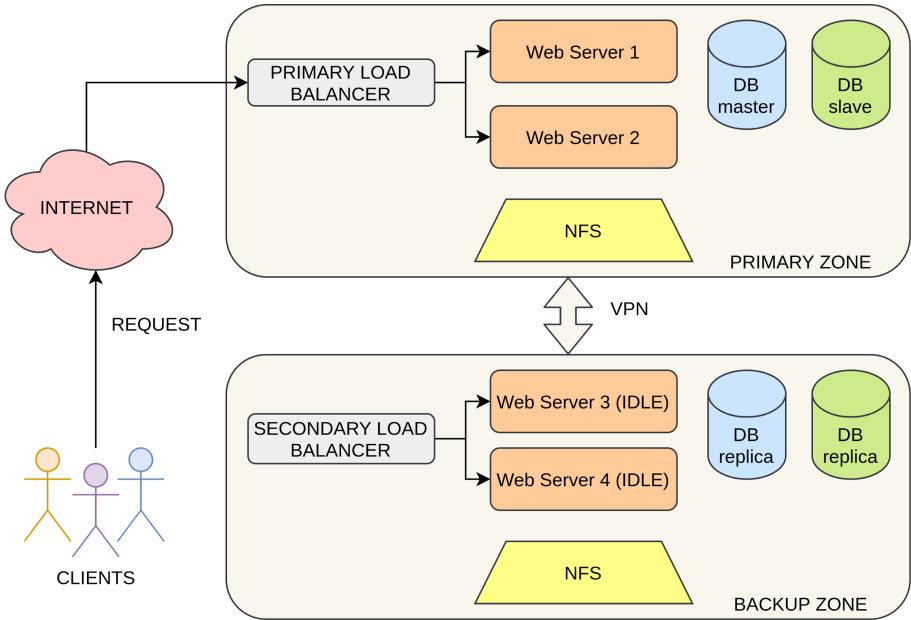 PRIMARY LOAD
BALANCER
Web Server 1
Web Server 2
DB
master
DB
slave
NFS
PRIMARY ZONE
INTERNET
REQUEST
CLIENTS
VPN
SECONDARY LOAD
BALANCER
Web Server 3 (IDLE)
Web Server 4 (IDLE)
DB
replica
DB
replica
NFS
BACKUP ZONE